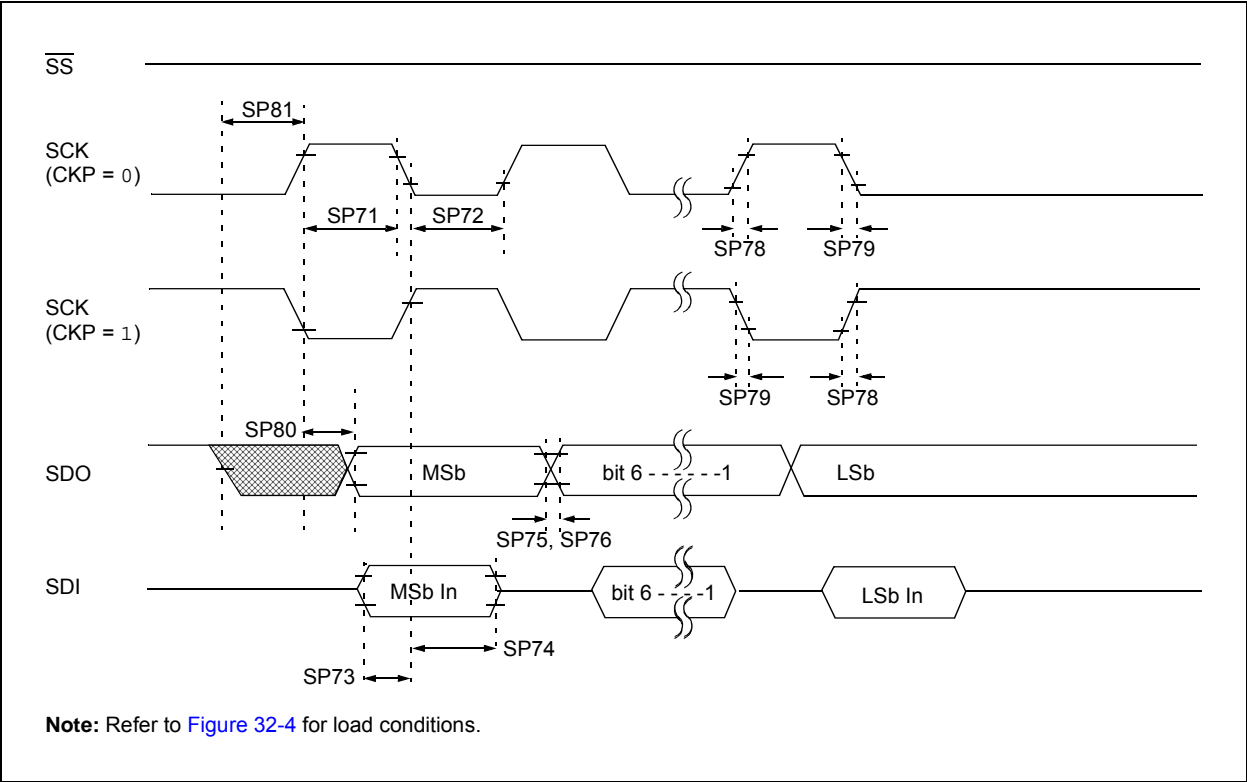 SS
SP81
SCK
(CKP = 0)
SP71
SP72
SP78
SP79
SCK
(CKP = 1)
SP79
SP78
SP80
SDO
MSb
bit 6 - - - - - -1
LSb
SP75, SP76
SDI
MSb In
bit 6 - - - -1
LSb In
SP74
SP73
Note: Refer to Figure 32-4 for load conditions.